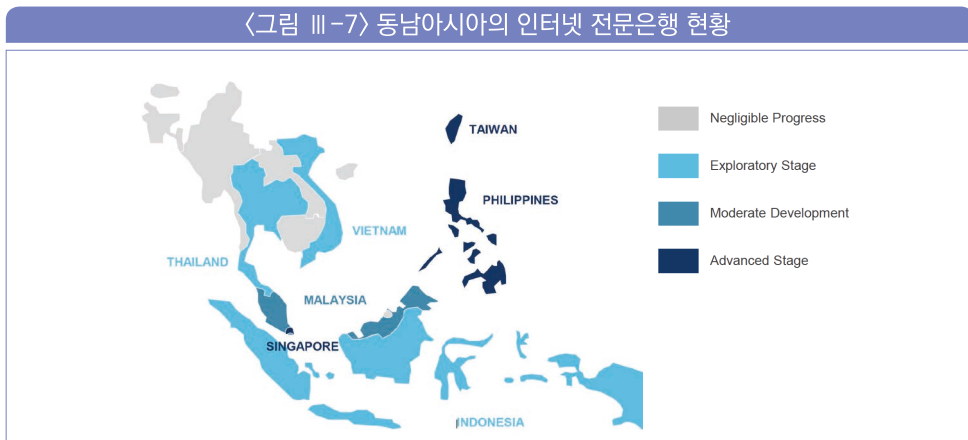 〈그림 Ⅲ-7〉 동남아시아의 인터넷 전문은행 현황
TAIWAN
PHILIPPINES
VIETNAM
THAILAND
MALAYSIA
SINGAPORE
INDONESIA
Negligible Progress
Exploratory Stage
Moderate Development
Advanced Stage